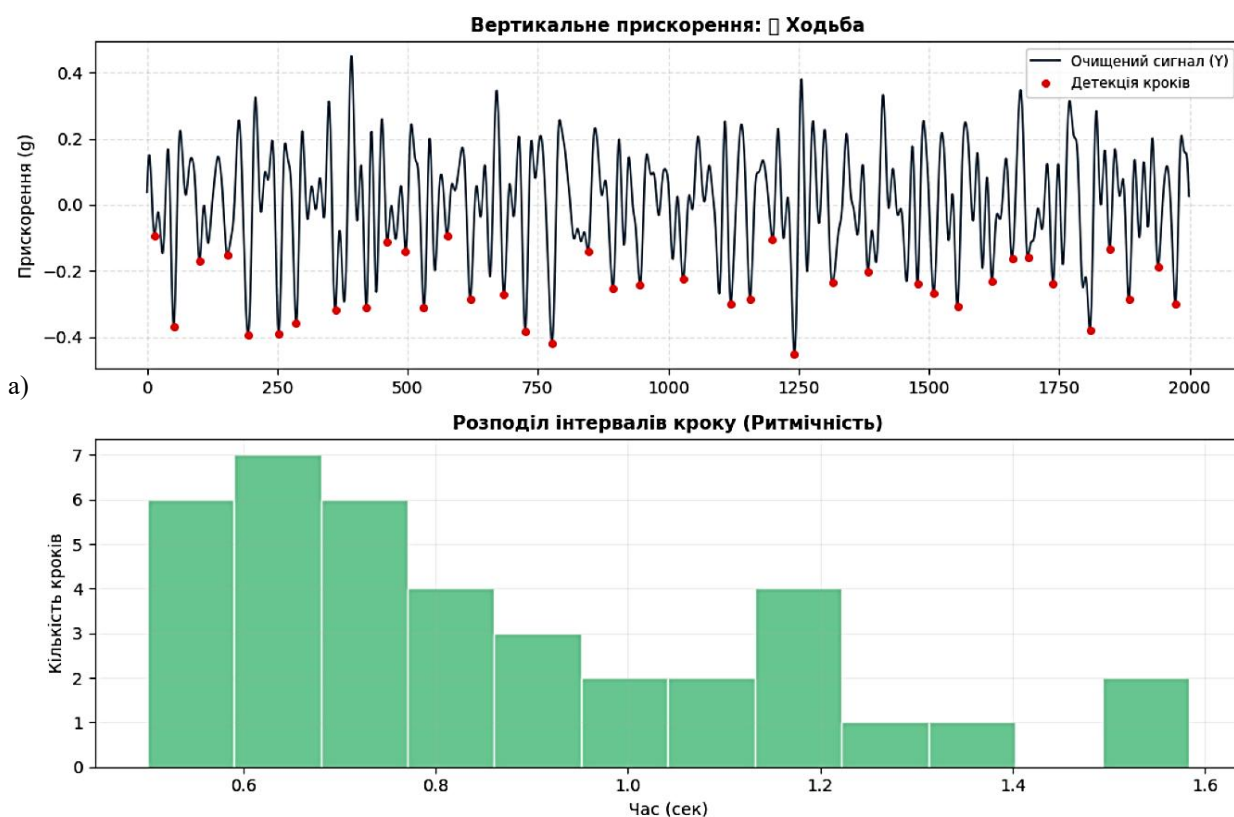 Вертикальне прискорення: ▯ Ходьба
Прискорення (g)
0.4
0.2
0.0
−0.2
−0.4
Очищений сигнал (Y)
Детекція кроків
0 250 500 750 1000 1250 1500 1750 2000
a)
Розподіл інтервалів кроку (Ритмічність)
Кількість кроків
7
6
5
4
3
2
1
0
0.6 0.8 1.0 1.2 1.4 1.6
Час (сек)